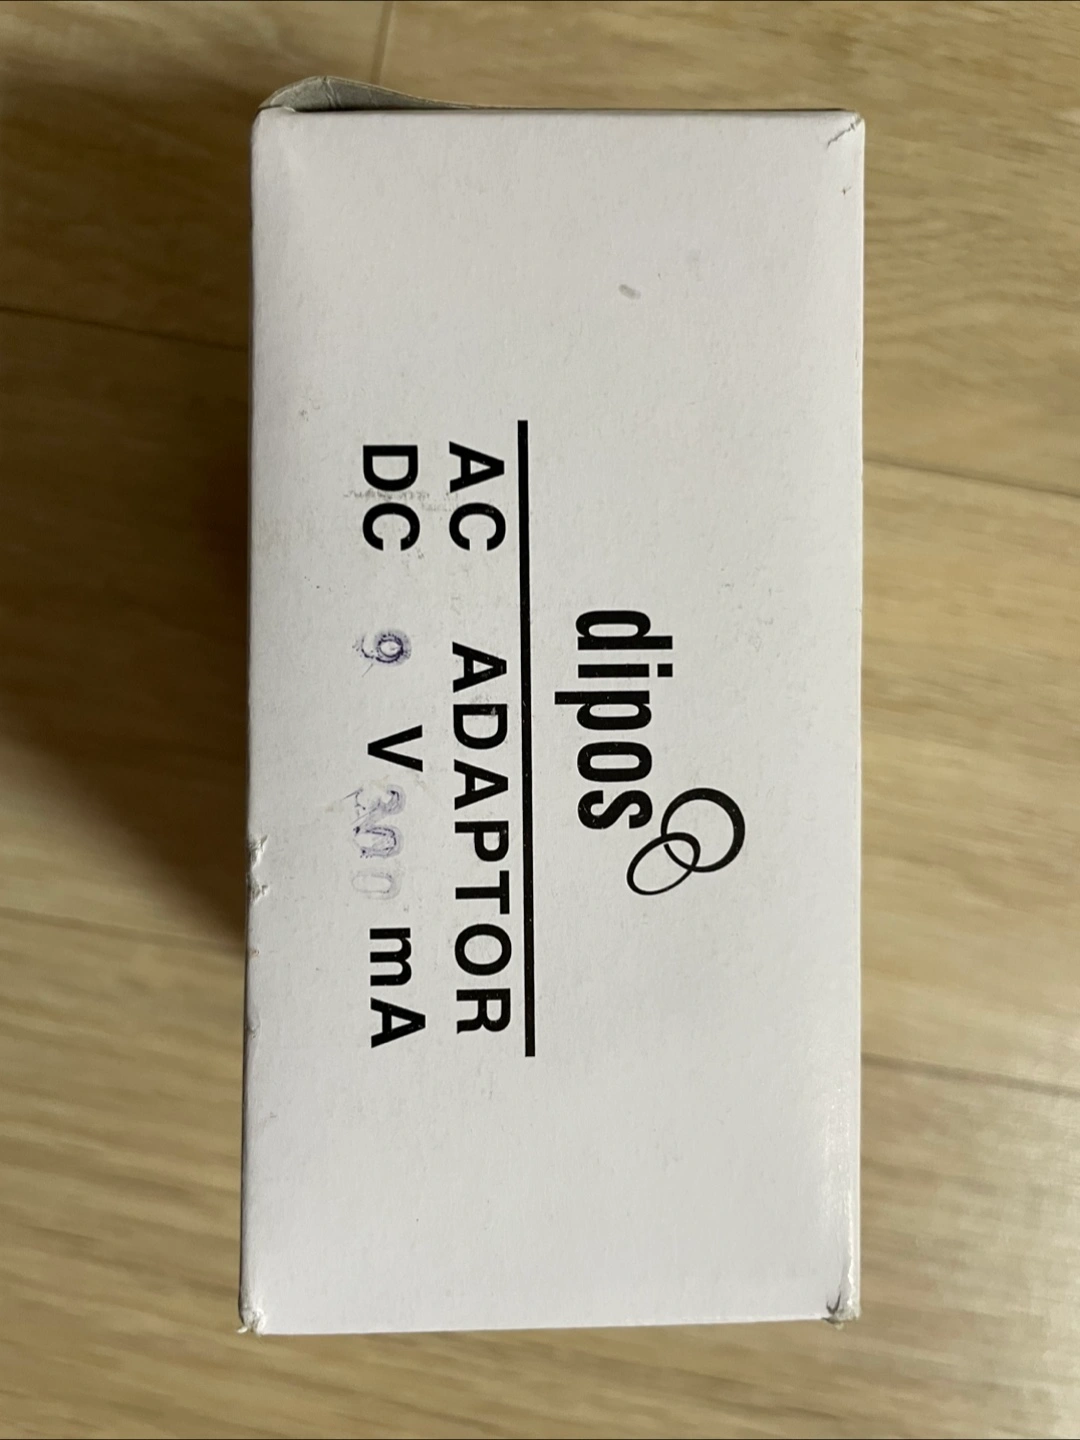 dipos
AC ADAPTOR
DC 9 V 300 mA